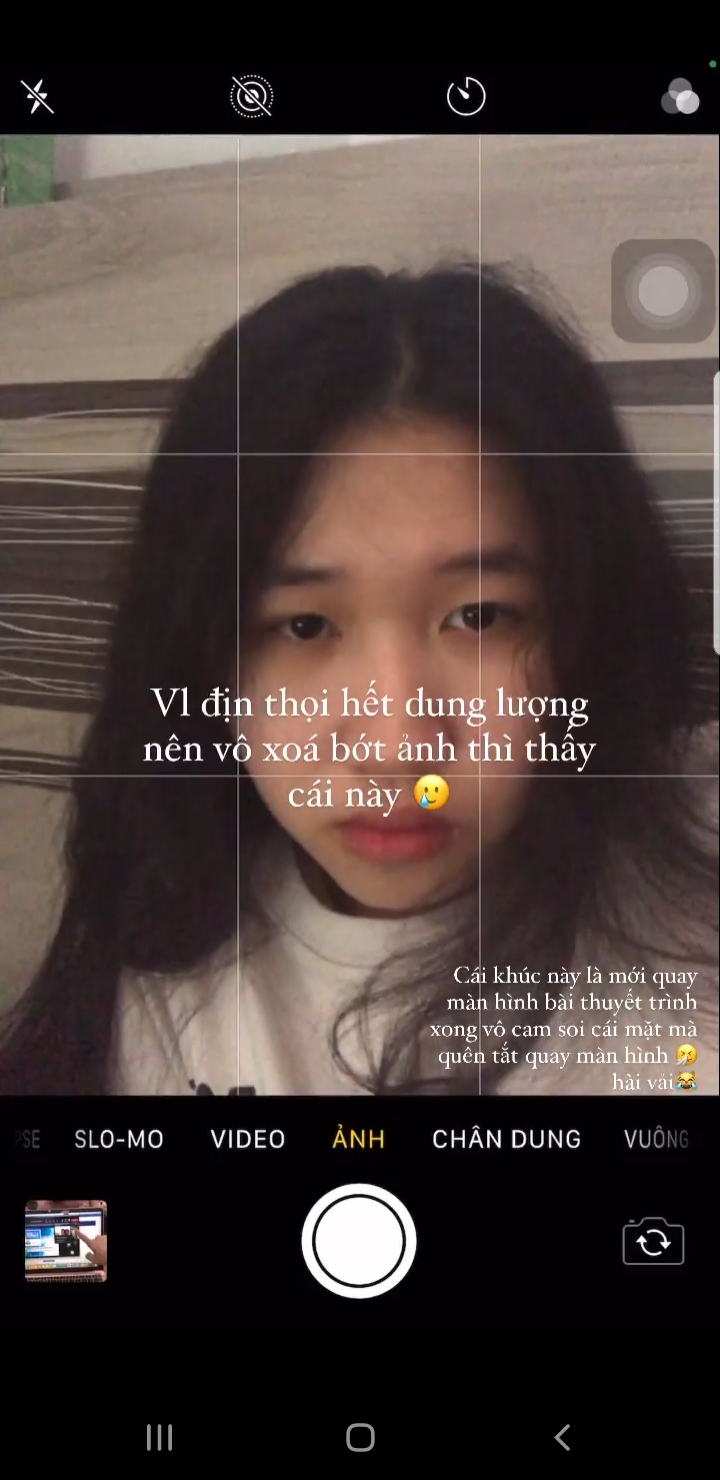 Vl địn thọi hết dung lượng
nên vô xoá bớt ảnh thì thấy
cái này 🥲
Cái khúc này là mới quay
màn hình bài thuyết trình
xong vô cam soi cái mặt mà
quên tắt quay màn hình 🤧
hài vải😹
PSE SLO-MO VIDEO ẢNH CHÂN DUNG VUÔNG